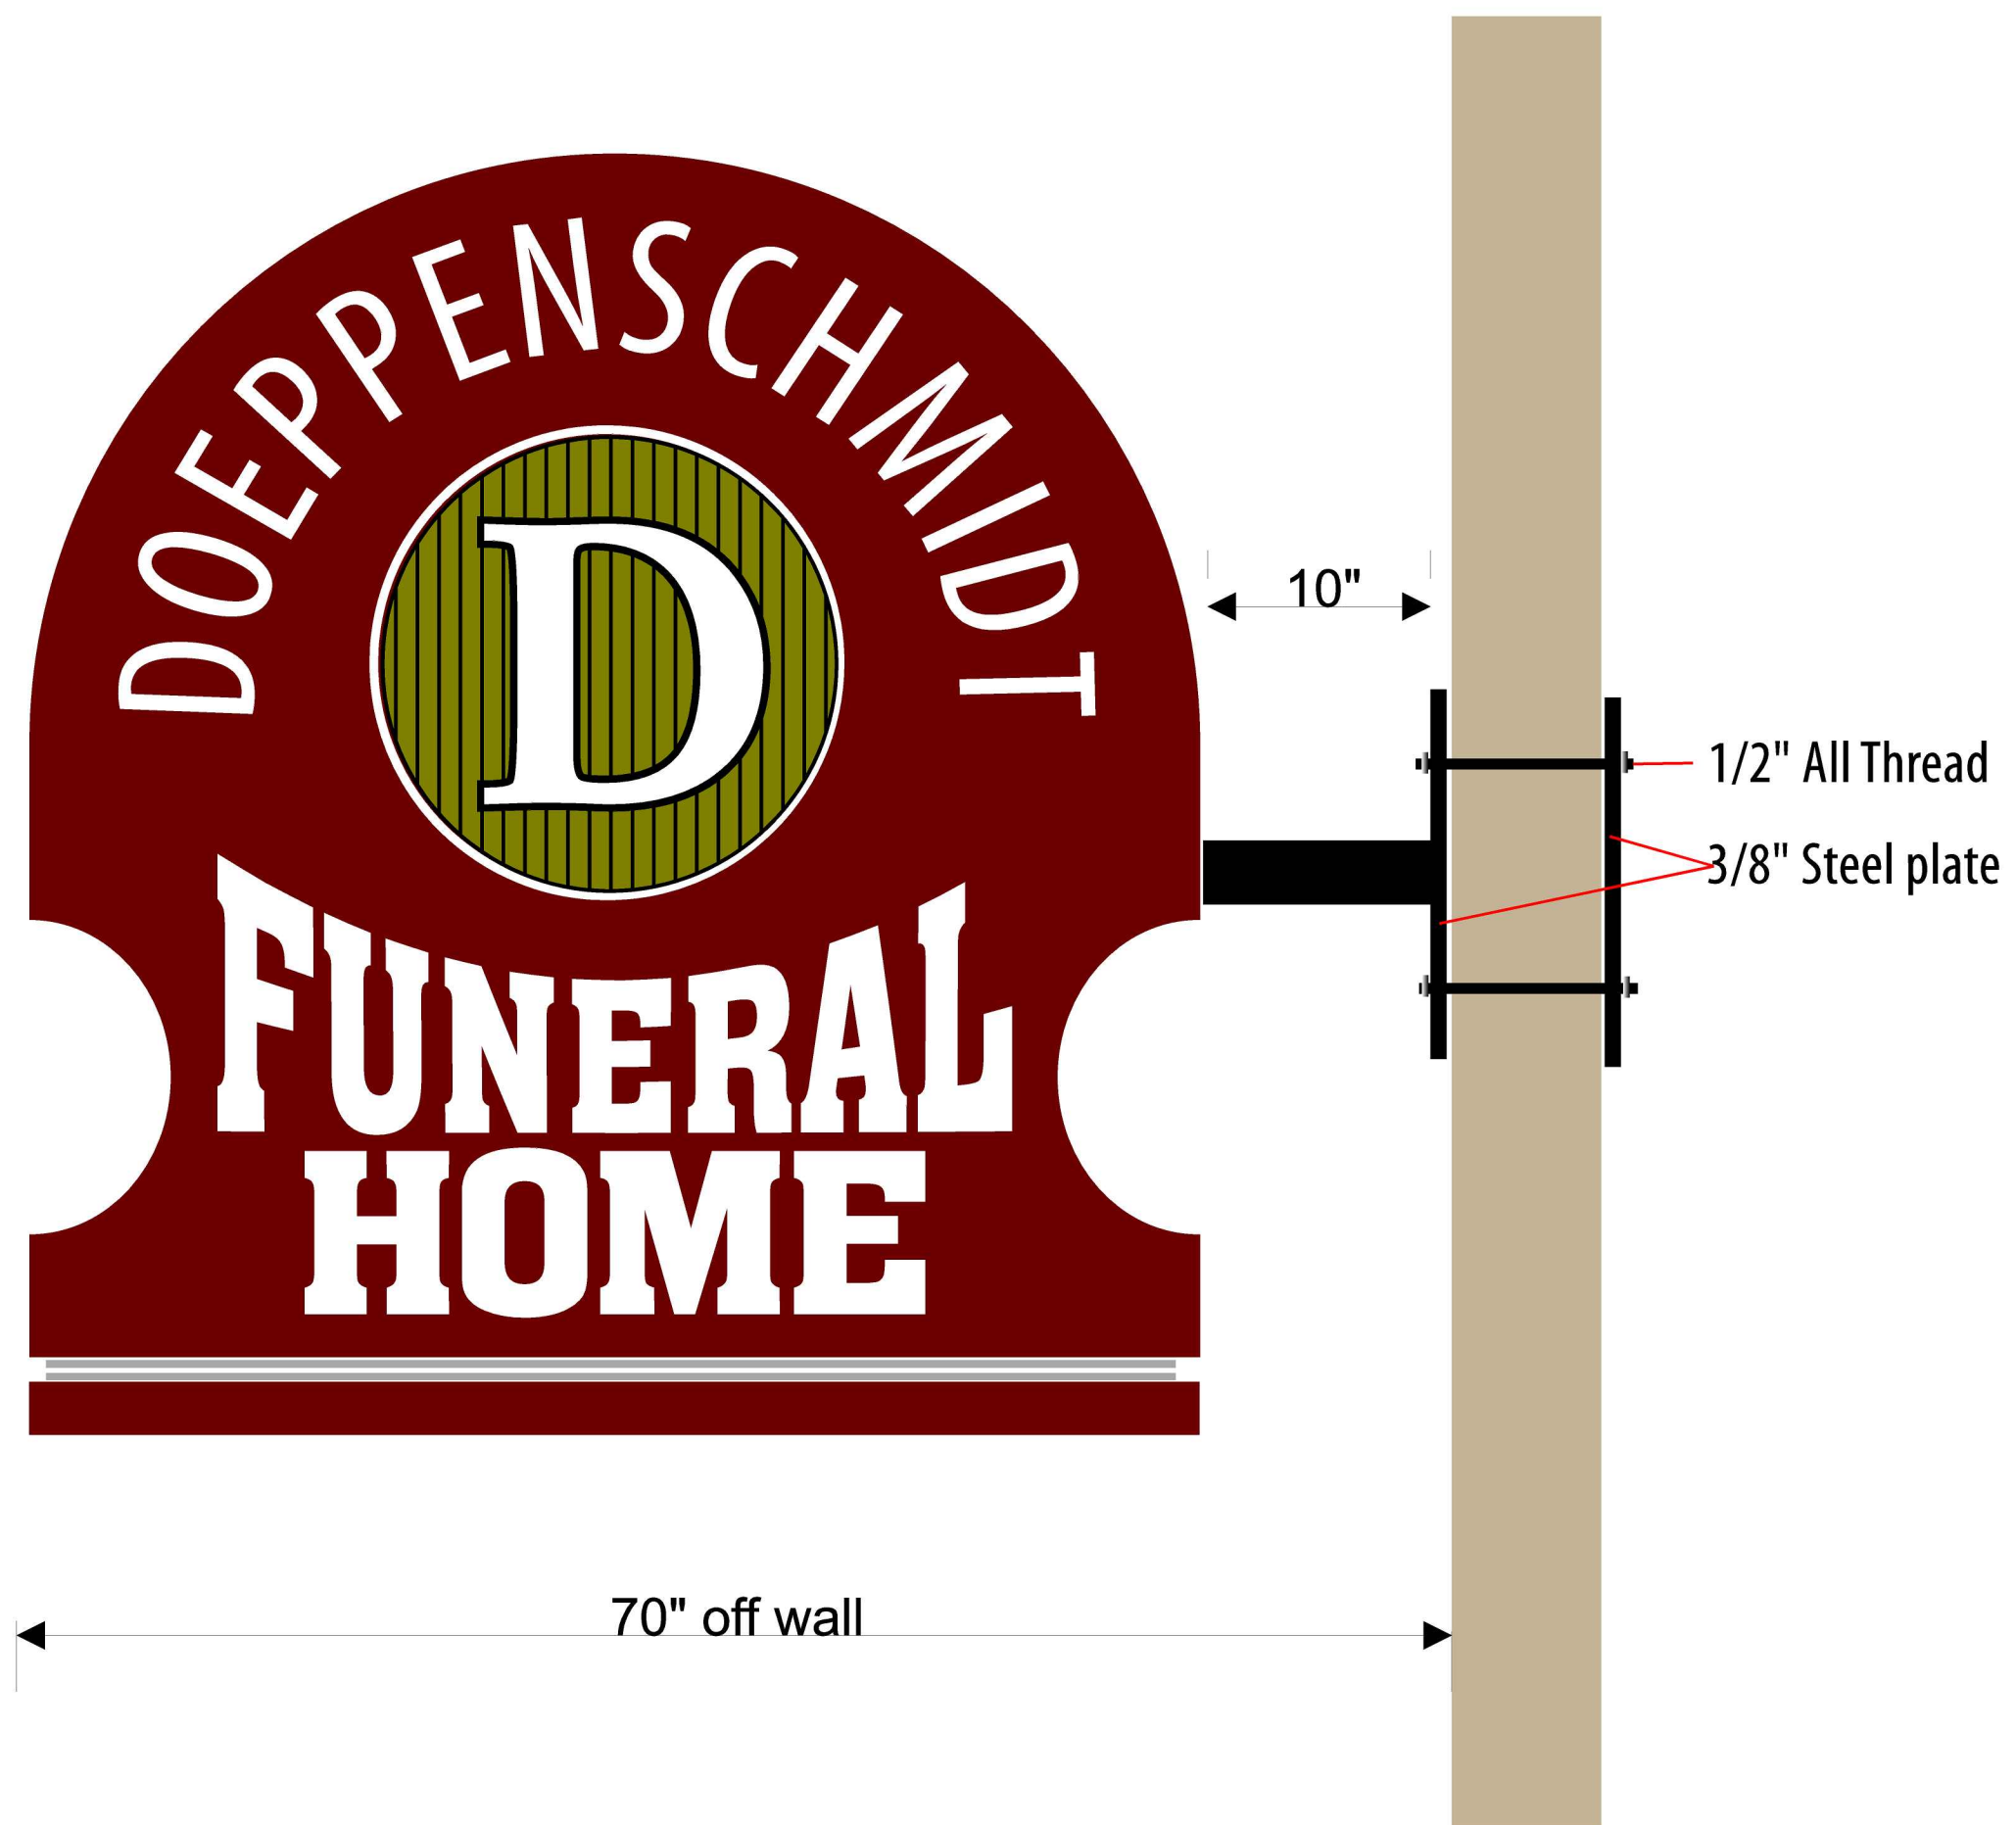 DOEPPENSCHMIDT
D
FUNERAL
HOME
10"
1/2" All Thread
3/8" Steel plate
70" off wall